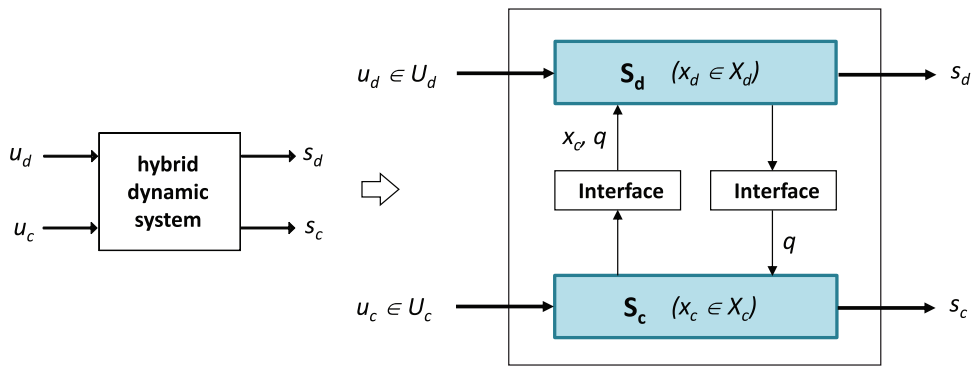 u_d
u_c
hybrid
dynamic
system
s_d
s_c
u_d ∈ U_d
S_d (x_d ∈ X_d)
s_d
x_c, q
Interface
Interface
q
u_c ∈ U_c
S_c (x_c ∈ X_c)
s_c